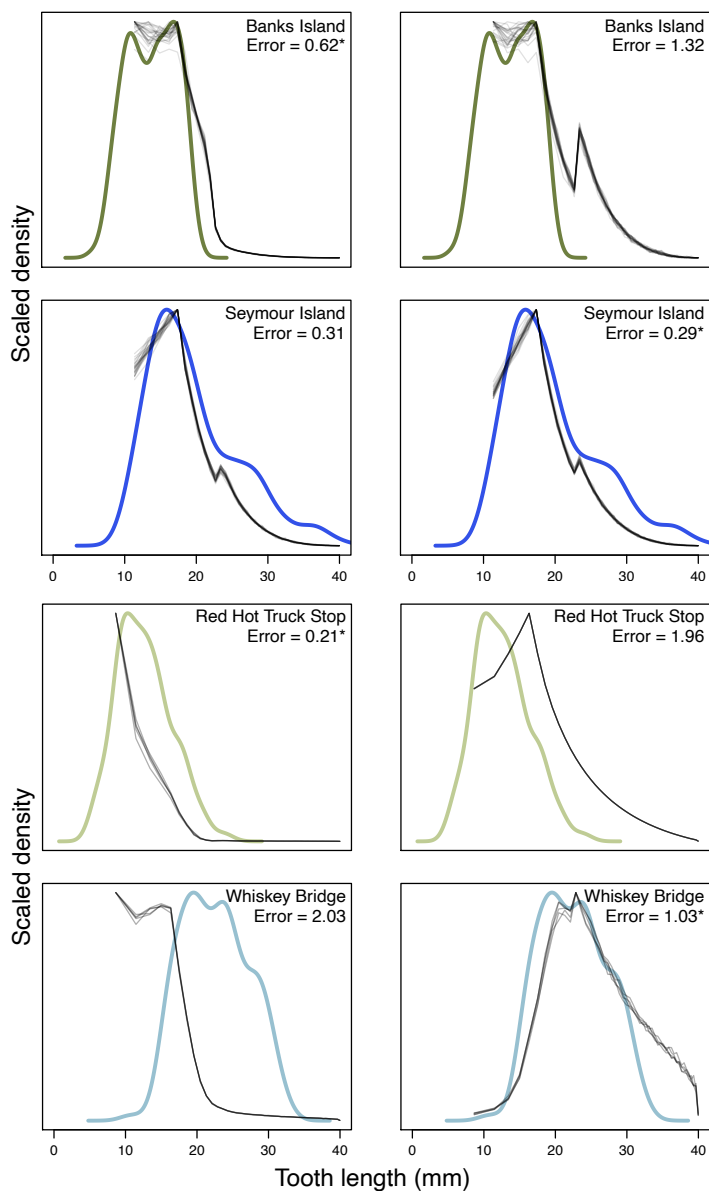 Banks Island
Error = 0.62*
Banks Island
Error = 1.32
Scaled density
Seymour Island
Error = 0.31
Seymour Island
Error = 0.29*
0 10 20 30 40
0 10 20 30 40
Red Hot Truck Stop
Error = 0.21*
Red Hot Truck Stop
Error = 1.96
Scaled density
Whiskey Bridge
Error = 2.03
Whiskey Bridge
Error = 1.03*
0 10 20 30 40
0 10 20 30 40
Tooth length (mm)